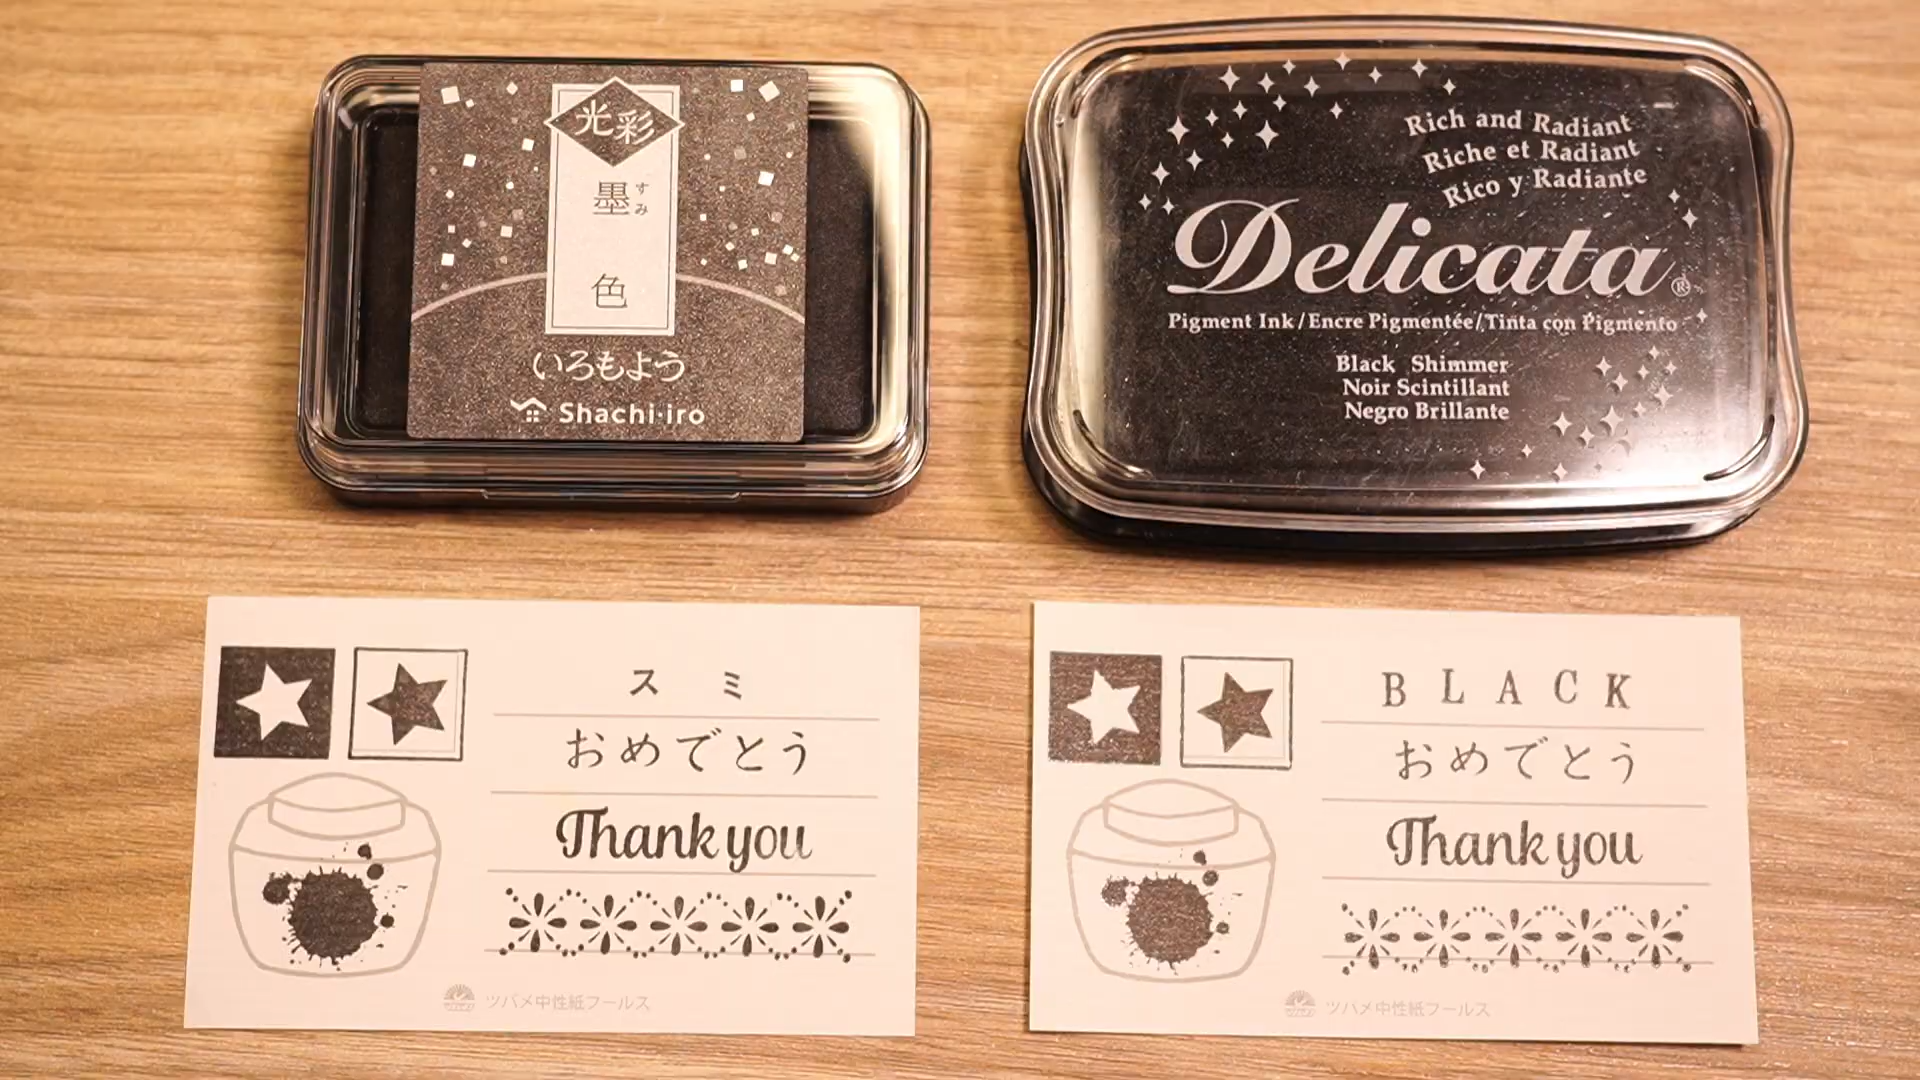 光彩
墨色
すみ
いろもよう
Shachi・iro
Rich and Radiant
Riche et Radiant
Rico y Radiante
Delicata®
Pigment Ink/Encre Pigmentée/Tinta con Pigmento
Black Shimmer
Noir Scintillant
Negro Brillante
スミ
おめでとう
Thank you
ツバメ中性紙フールス
BLACK
おめでとう
Thank you
ツバメ中性紙フールス